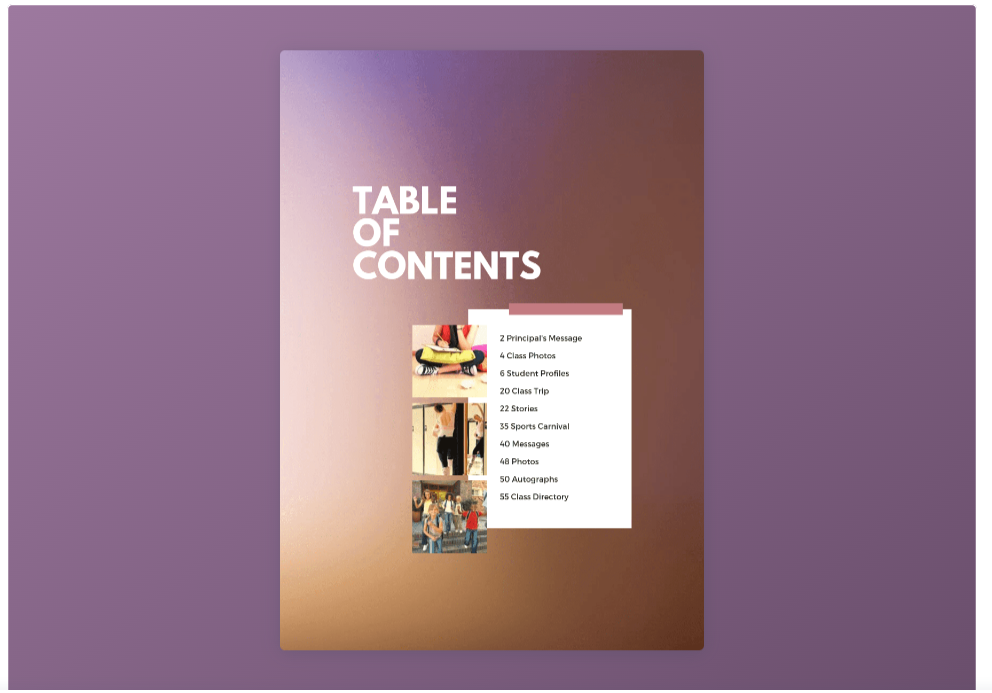 TABLE
OF
CONTENTS
2 Principal's Message
4 Class Photos
6 Student Profiles
20 Class Trip
22 Stories
35 Sports Carnival
40 Messages
48 Photos
50 Autographs
55 Class Directory